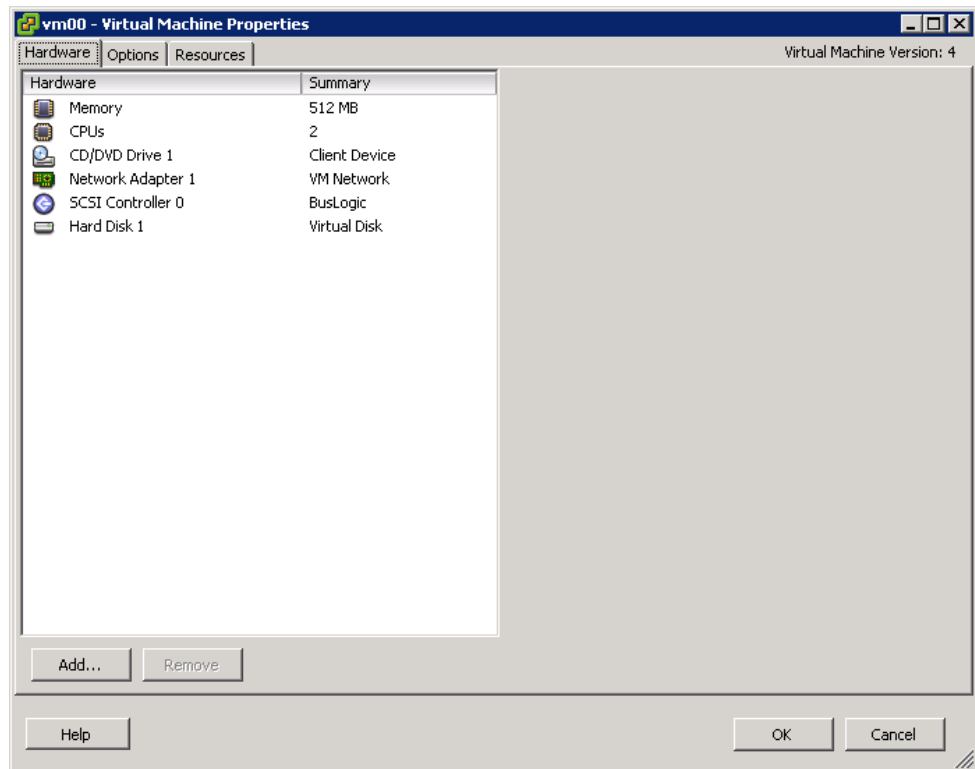 vm00 - Virtual Machine Properties
Hardware Options Resources Virtual Machine Version: 4
Hardware Summary
Memory 512 MB
CPUs 2
CD/DVD Drive 1 Client Device
Network Adapter 1 VM Network
SCSI Controller 0 BusLogic
Hard Disk 1 Virtual Disk
Add... Remove
Help OK Cancel